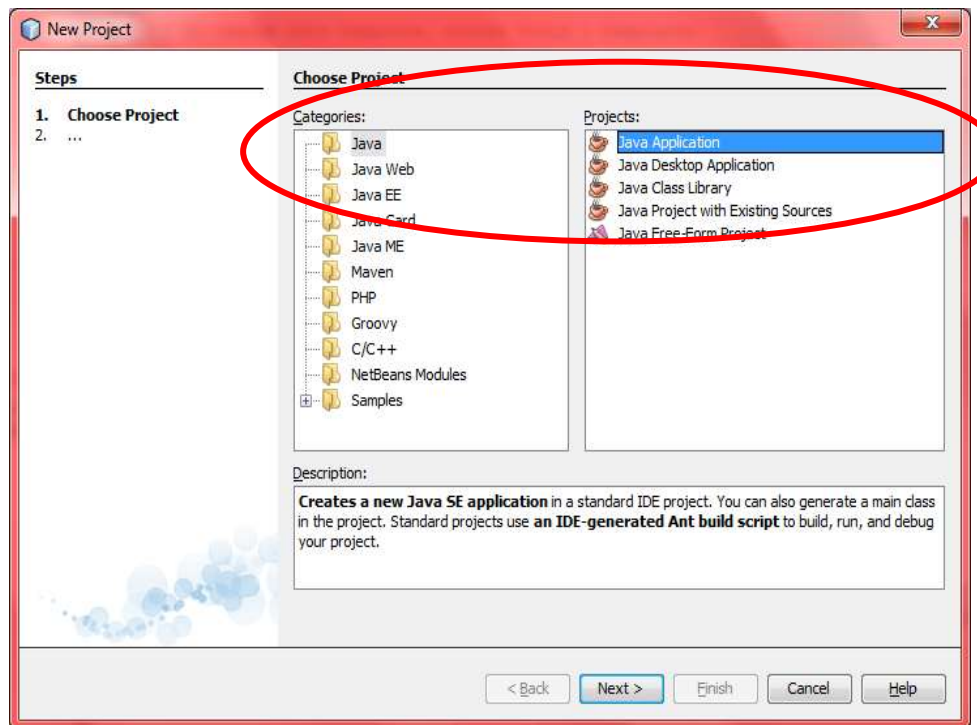 New Project
Steps
1. Choose Project
2. ...
Choose Project
Categories:
Java
Java Web
Java EE
Java Card
Java ME
Maven
PHP
Groovy
C/C++
NetBeans Modules
Samples
Projects:
Java Application
Java Desktop Application
Java Class Library
Java Project with Existing Sources
Java Free-Form Project
Description:
Creates a new Java SE application in a standard IDE project. You can also generate a main class
in the project. Standard projects use an IDE-generated Ant build script to build, run, and debug
your project.
< Back
Next >
Finish
Cancel
Help